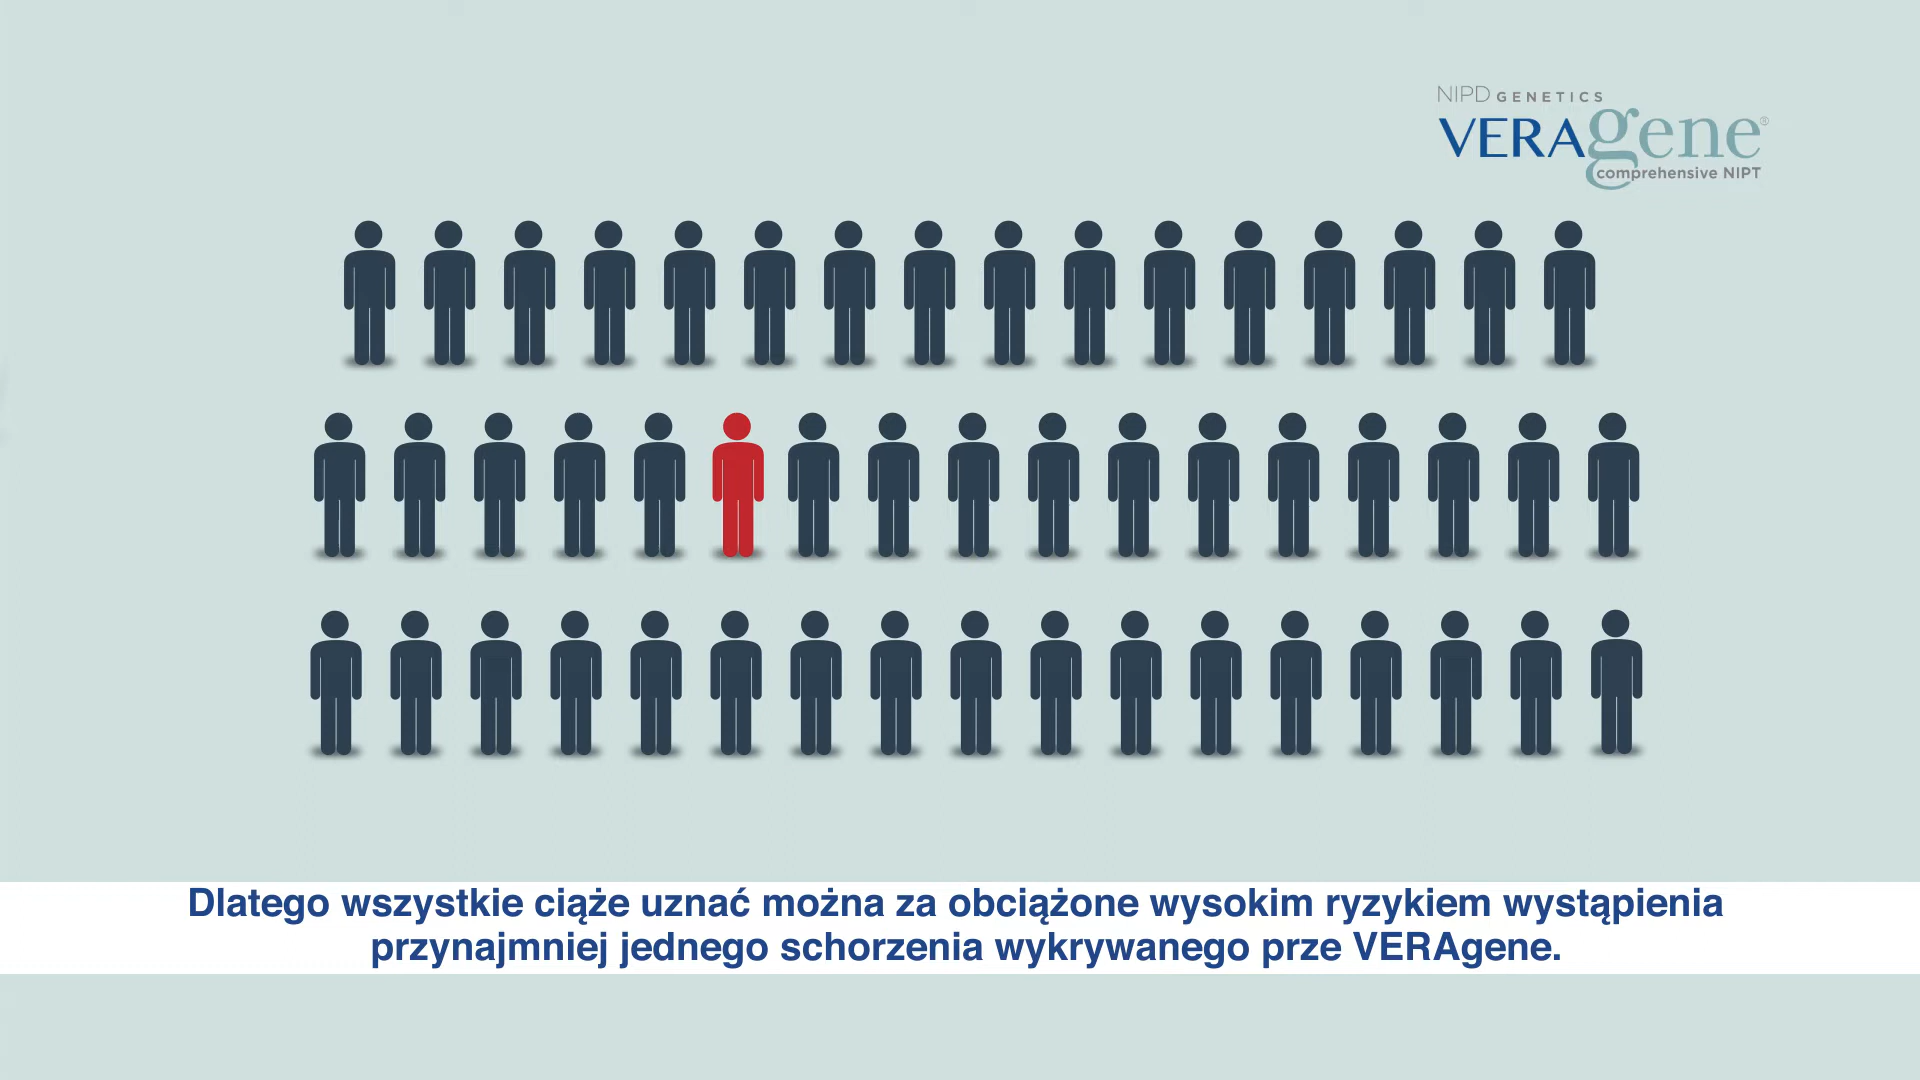 NIPD GENETICS
VERAgene®
comprehensive NIPT
Dlatego wszystkie ciąże uznać można za obciążone wysokim ryzykiem wystąpienia
przynajmniej jednego schorzenia wykrywanego prze VERAgene.